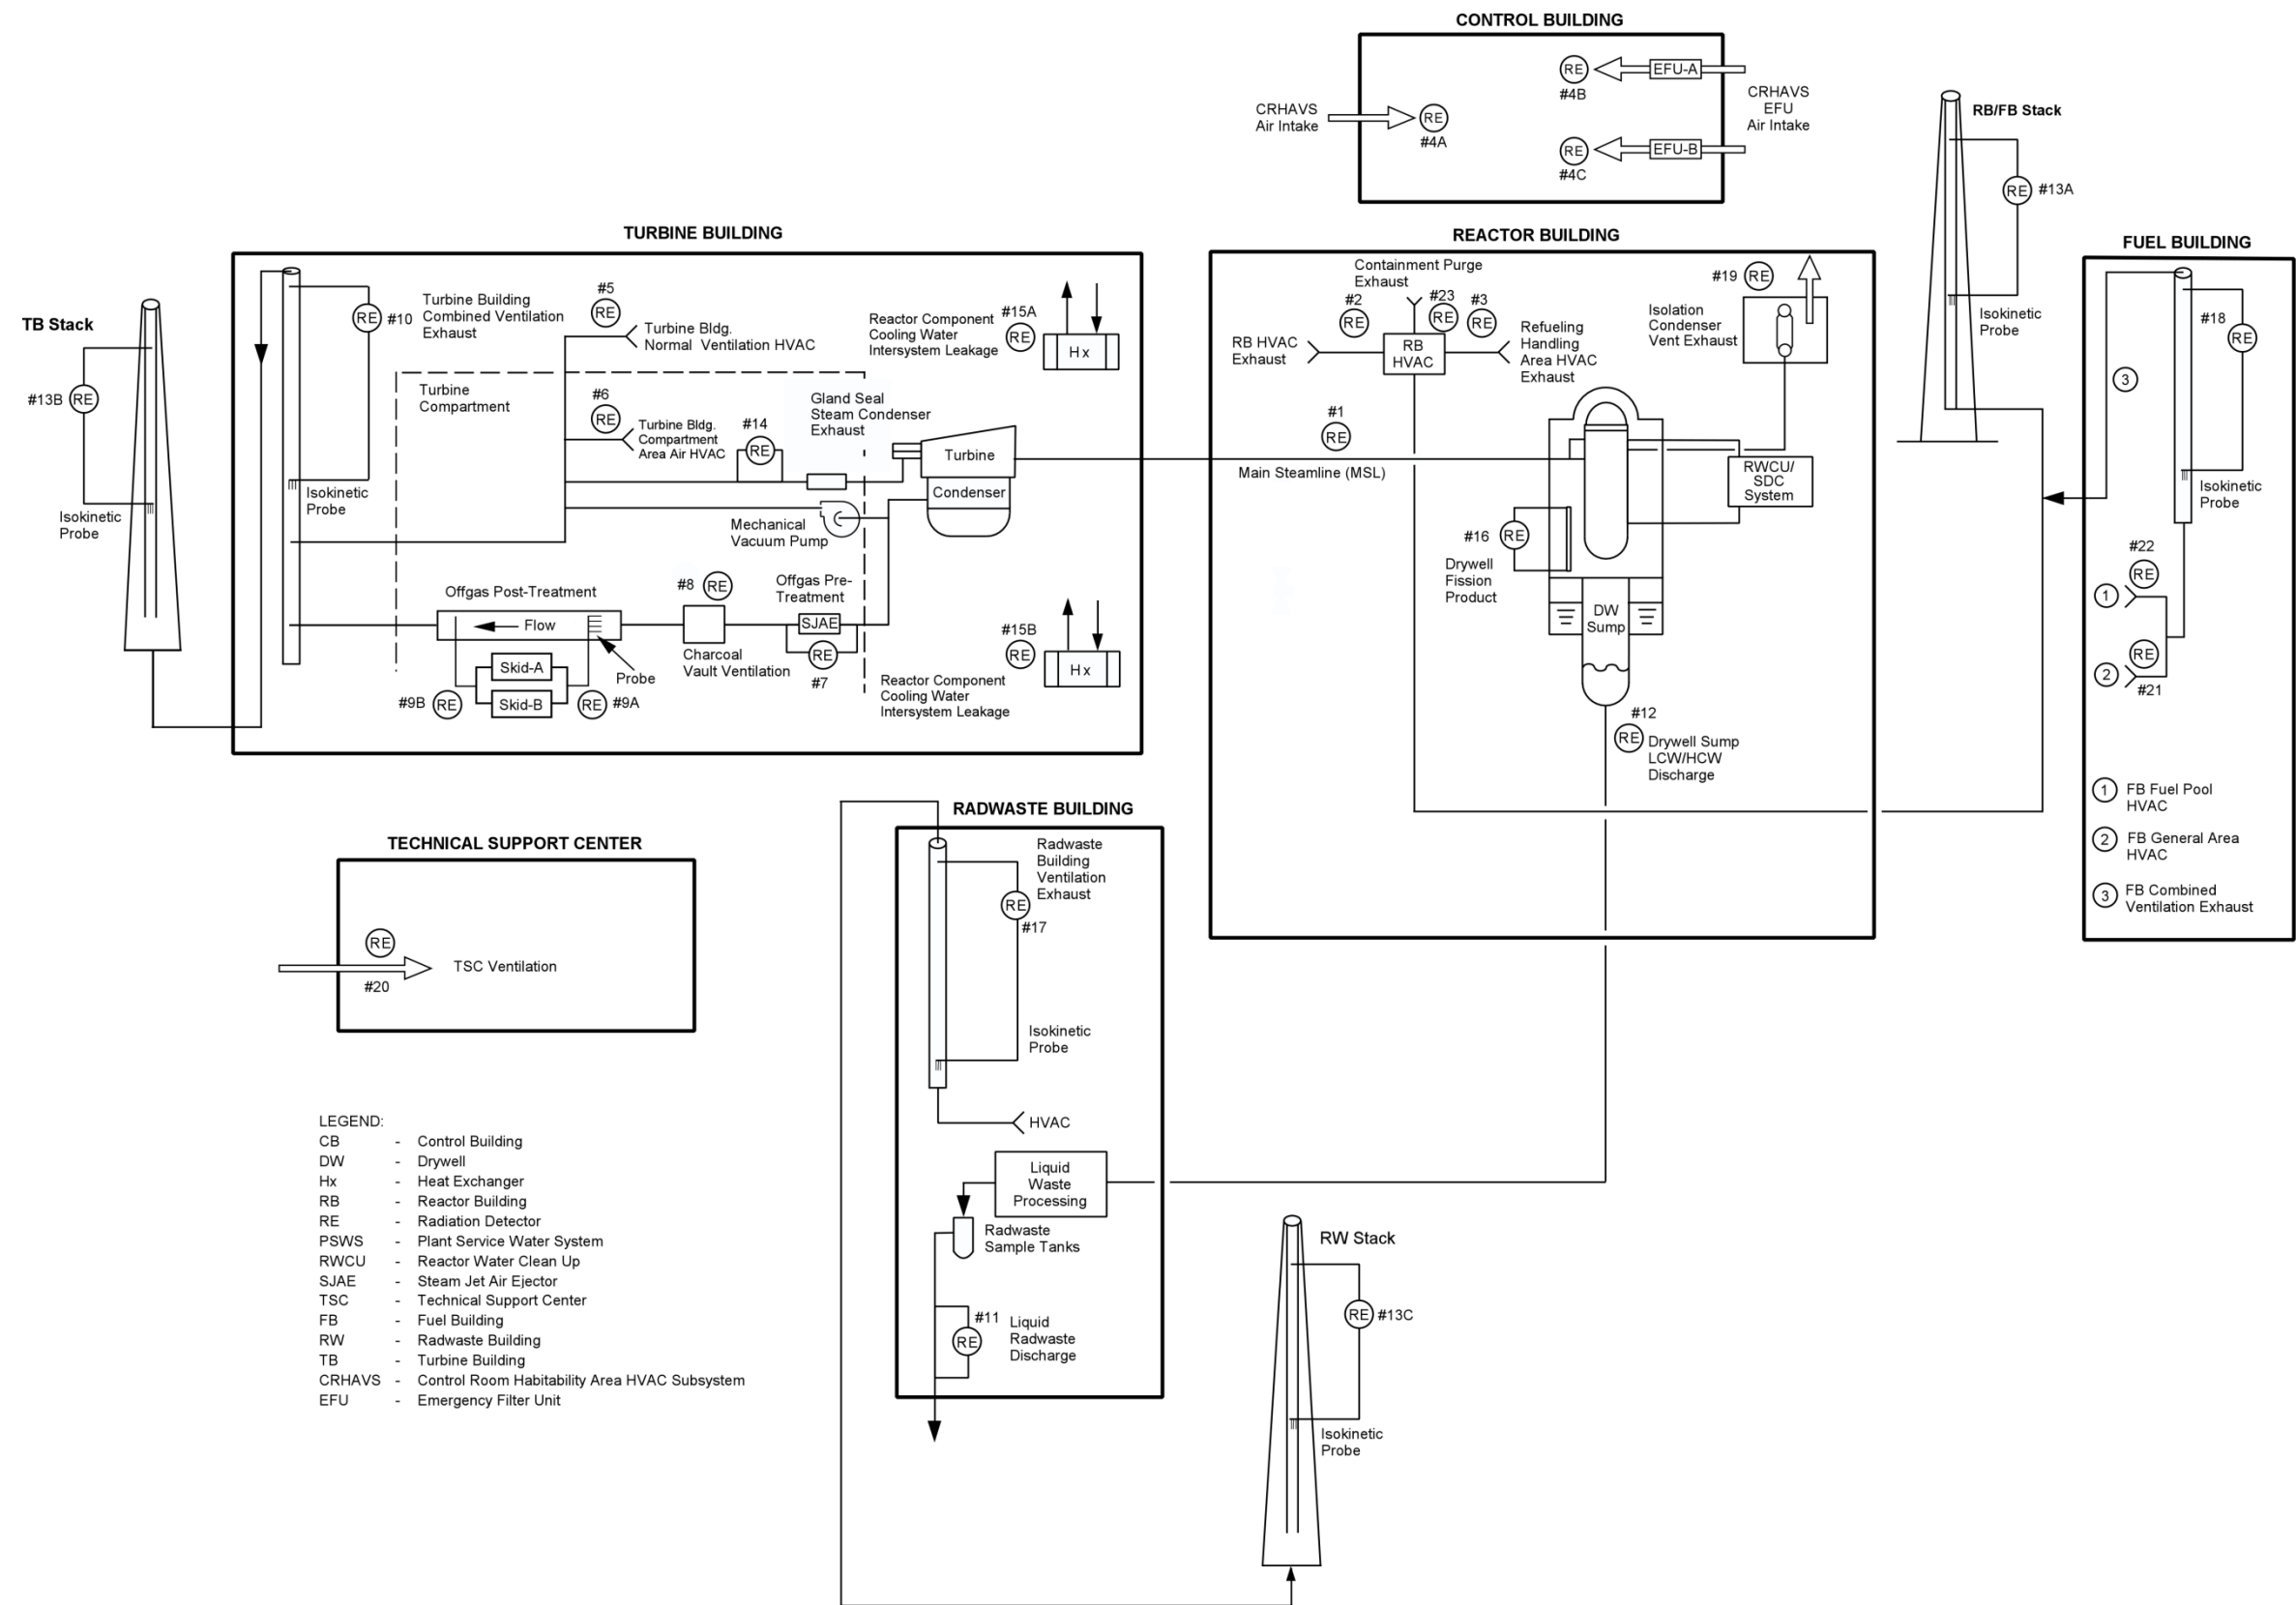 CONTROL BUILDING
RE
EFU-A
#4B
CRHAVS
Air Intake
RE
#4A
CRHAVS
EFU
Air Intake
RE
EFU-B
#4C
RB/FB Stack
RE
#13A
Isokinetic
Probe
TURBINE BUILDING
TB Stack
#13B
RE
Isokinetic
Probe
RE
#10
Turbine Building
Combined Ventilation
Exhaust
Isokinetic
Probe
#5
RE
Turbine Bldg.
Normal Ventilation HVAC
Turbine
Compartment
#6
RE
Turbine Bldg.
Compartment
Area Air HVAC
#14
RE
Gland Seal
Steam Condenser
Exhaust
Turbine
Condenser
Mechanical
Vacuum Pump
Reactor Component
Cooling Water
Intersystem Leakage
#15A
RE
Hx
Offgas Post-Treatment
Flow
Probe
Skid-A
Skid-B
#9B
RE
RE
#9A
#8
RE
Charcoal
Vault Ventilation
Offgas Pre-
Treatment
SJAE
RE
#7
#15B
RE
Hx
Reactor Component
Cooling Water
Intersystem Leakage
REACTOR BUILDING
Containment Purge
Exhaust
#2
RE
#23
RE
#3
RE
RB HVAC
Exhaust
RB
HVAC
Refueling
Handling
Area HVAC
Exhaust
#19
RE
Isolation
Condenser
Vent Exhaust
#1
RE
Main Steamline (MSL)
RWCU/
SDC
System
#16
RE
Drywell
Fission
Product
DW
Sump
#12
RE
Drywell Sump
LCW/HCW
Discharge
FUEL BUILDING
3
#18
RE
Isokinetic
Probe
#22
RE
1
RE
2
#21
1 FB Fuel Pool
HVAC
2 FB General Area
HVAC
3 FB Combined
Ventilation Exhaust
TECHNICAL SUPPORT CENTER
RE
TSC Ventilation
#20
RADWASTE BUILDING
Radwaste
Building
Ventilation
Exhaust
RE
#17
Isokinetic
Probe
HVAC
Liquid
Waste
Processing
Radwaste
Sample Tanks
#11
RE
Liquid
Radwaste
Discharge
RW Stack
RE
#13C
Isokinetic
Probe
LEGEND:
CB - Control Building
DW - Drywell
Hx - Heat Exchanger
RB - Reactor Building
RE - Radiation Detector
PSWS - Plant Service Water System
RWCU - Reactor Water Clean Up
SJAE - Steam Jet Air Ejector
TSC - Technical Support Center
FB - Fuel Building
RW - Radwaste Building
TB - Turbine Building
CRHAVS - Control Room Habitability Area HVAC Subsystem
EFU - Emergency Filter Unit